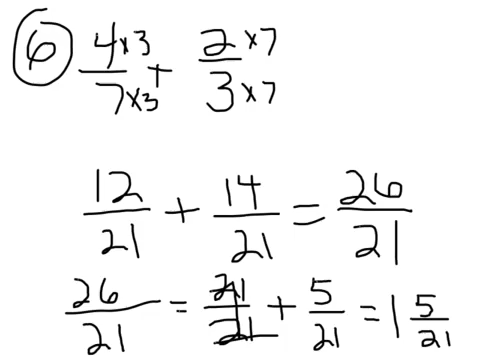 6 4×3/7×3 + 2×7/3×7
12/21 + 14/21 = 26/21
26/21 = 21/21 + 5/21 = 1 5/21